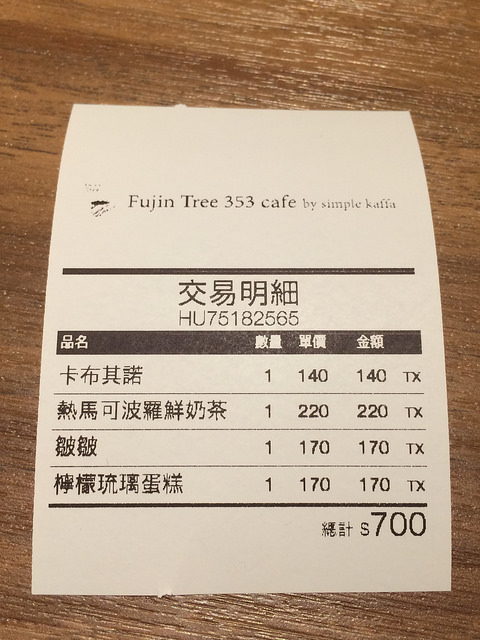 Fujin Tree 353 cafe by simple kaffa
交易明細
HU75182565
品名 數量 單價 金額
卡布其諾 1 140 140 TX
熱馬可波羅鮮奶茶 1 220 220 TX
皺皺 1 170 170 TX
檸檬琉璃蛋糕 1 170 170 TX
總計 $700